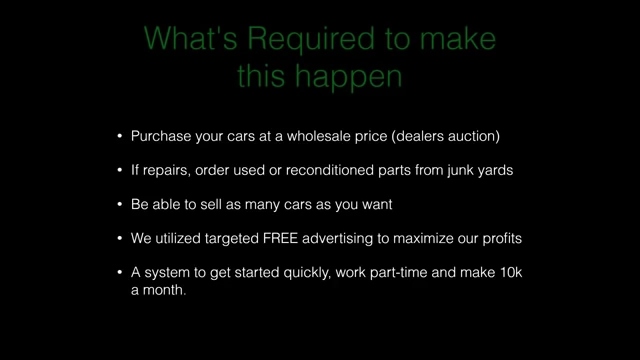 What's Required to make
this happen
• Purchase your cars at a wholesale price (dealers auction)
• If repairs, order used or reconditioned parts from junk yards
• Be able to sell as many cars as you want
• We utilized targeted FREE advertising to maximize our profits
• A system to get started quickly, work part-time and make 10k
a month.